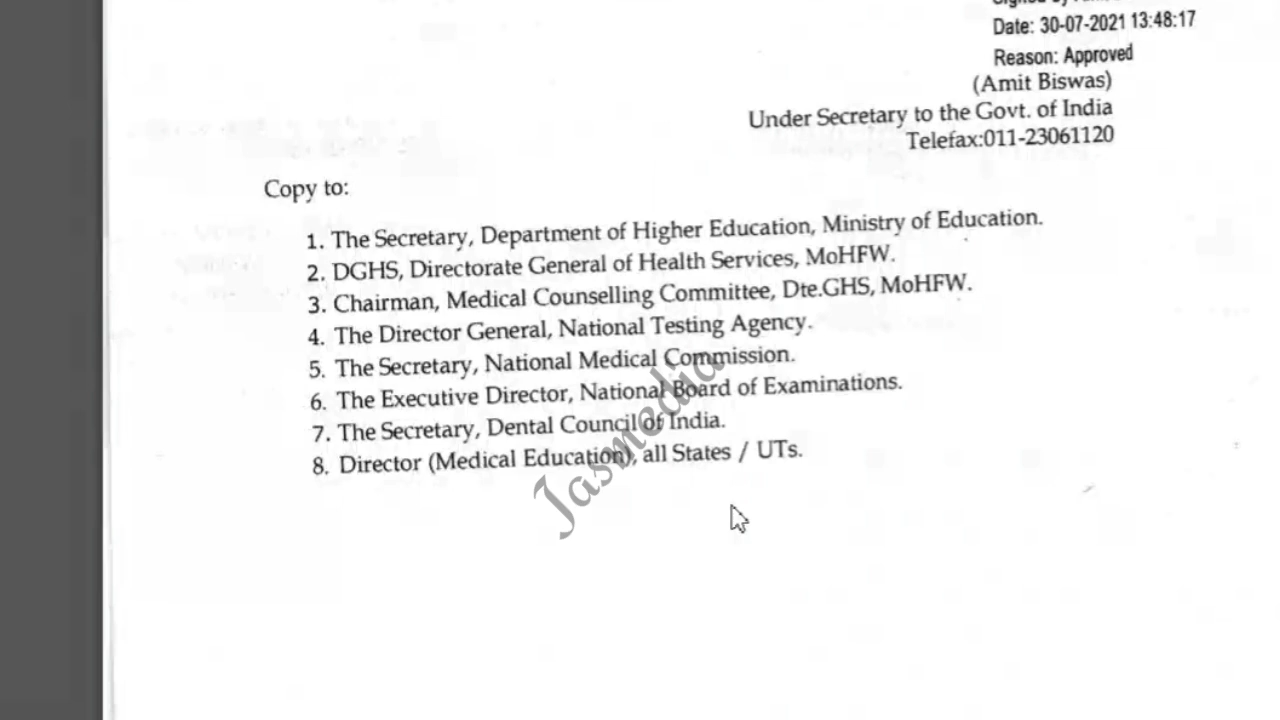 Date: 30-07-2021 13:48:17
Reason: Approved
(Amit Biswas)
Under Secretary to the Govt. of India
Telefax:011-23061120
Copy to:
1. The Secretary, Department of Higher Education, Ministry of Education.
2. DGHS, Directorate General of Health Services, MoHFW.
3. Chairman, Medical Counselling Committee, Dte.GHS, MoHFW.
4. The Director General, National Testing Agency.
5. The Secretary, National Medical Commission.
6. The Executive Director, National Board of Examinations.
7. The Secretary, Dental Council of India.
8. Director (Medical Education), all States / UTs.
Jasmedia